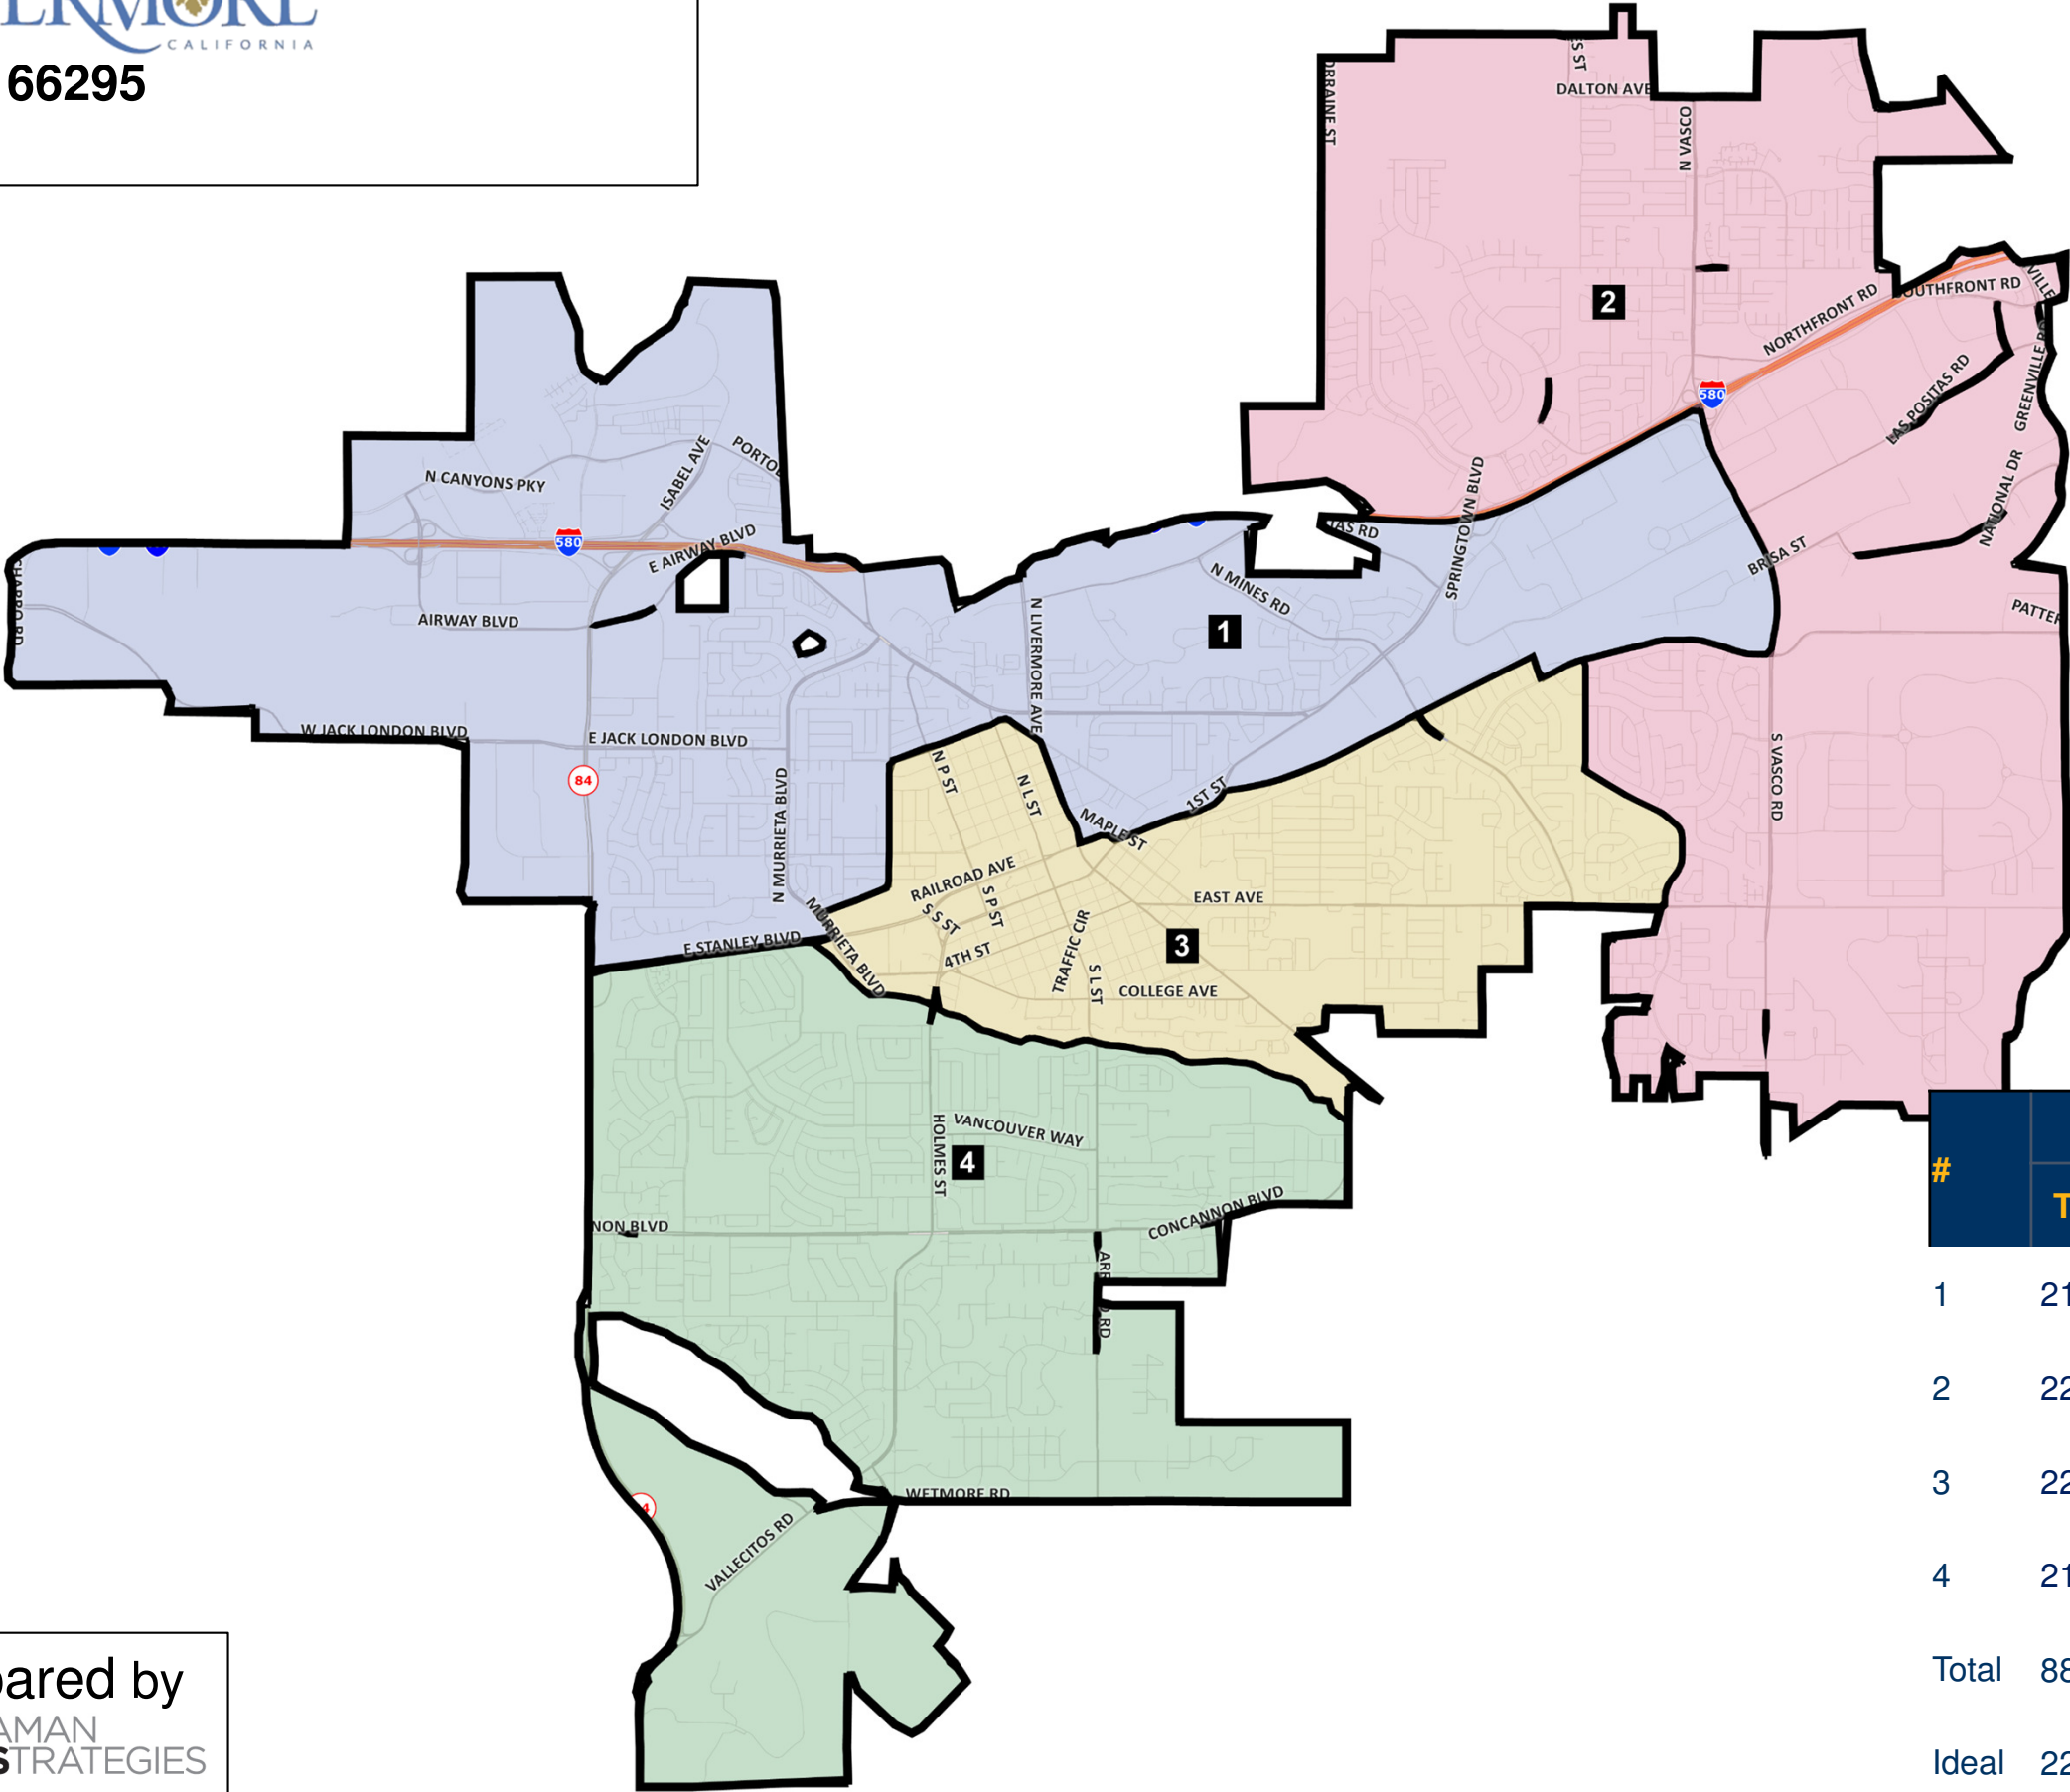 CALIFORNIA
66295
DALTON AVE
N VASCO
2
NORTHFRONT RD
580
LAS POSITAS RD
GREENVILLE RD
NATIONAL DR
BRISA ST
SPRINGTOWN BLVD
N CANYONS PKY
ISABEL AVE
580
E AIRWAY BLVD
AIRWAY BLVD
N MINES RD
1
N LIVERMORE AVE
W JACK LONDON BLVD
E JACK LONDON BLVD
84
N MURRIETA BLVD
N P ST
N L ST
1ST ST
MAPLE ST
S VASCO RD
RAILROAD AVE
S P ST
S S ST
EAST AVE
MURRIETA BLVD
E STANLEY BLVD
4TH ST
TRAFFIC CIR
3
S L ST
COLLEGE AVE
HOLMES ST
VANCOUVER WAY
4
CONCANNON BLVD
NON BLVD
WETMORE RD
VALLECITOS RD
#
1
2
3
4
Total
Ideal
by
STRATEGIES